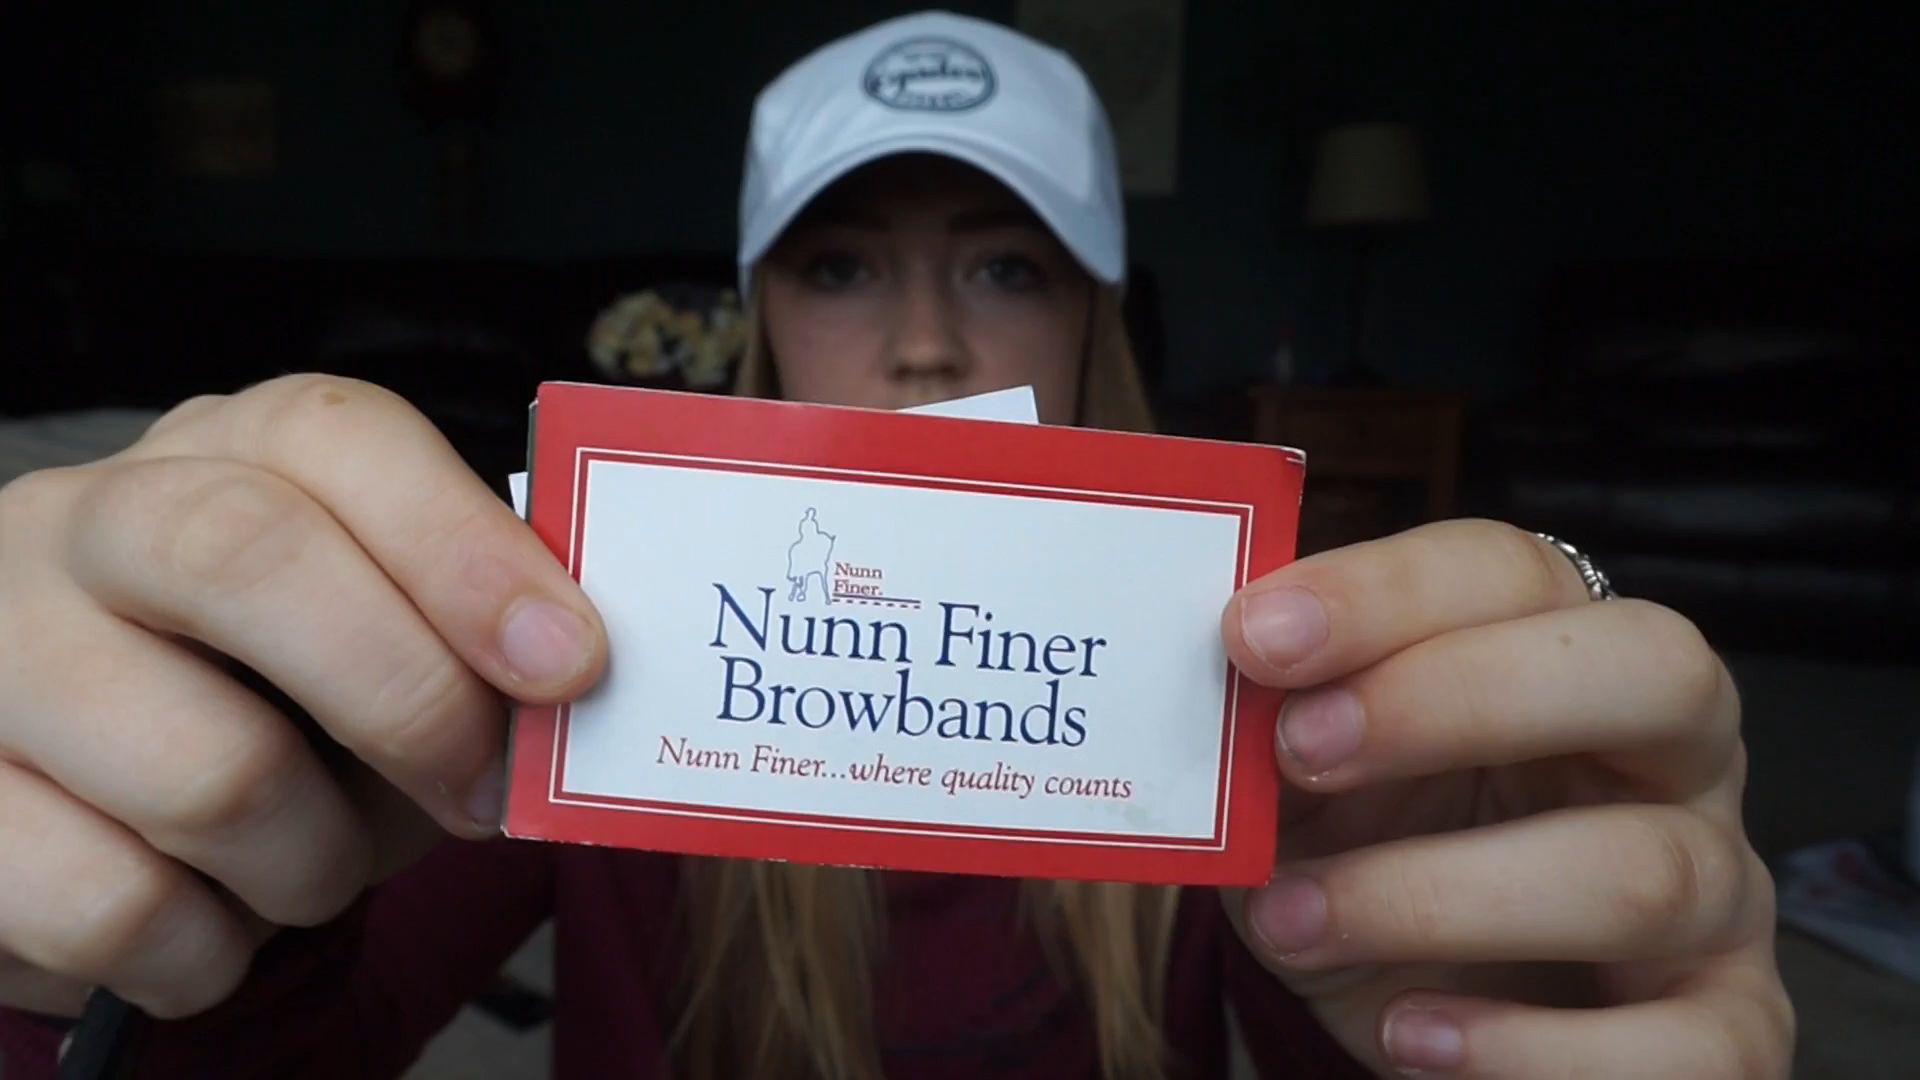 Nunn
Finer.
Nunn Finer
Browbands
Nunn Finer...where quality counts